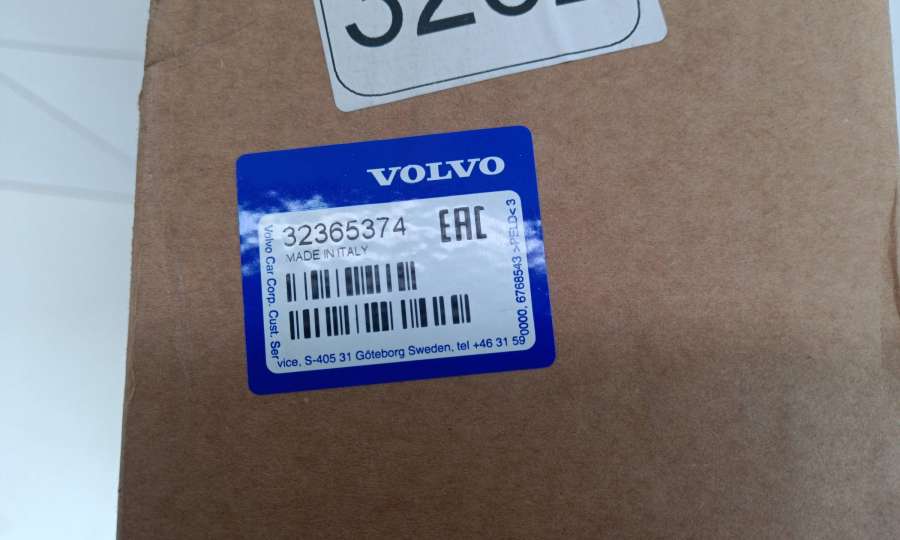 VOLVO
32365374 EAC
MADE IN ITALY
Volvo Car Corp. Cust. Service, S-405 31 Göteborg Sweden, tel +46 31 590000, 6768543 >PELD<3